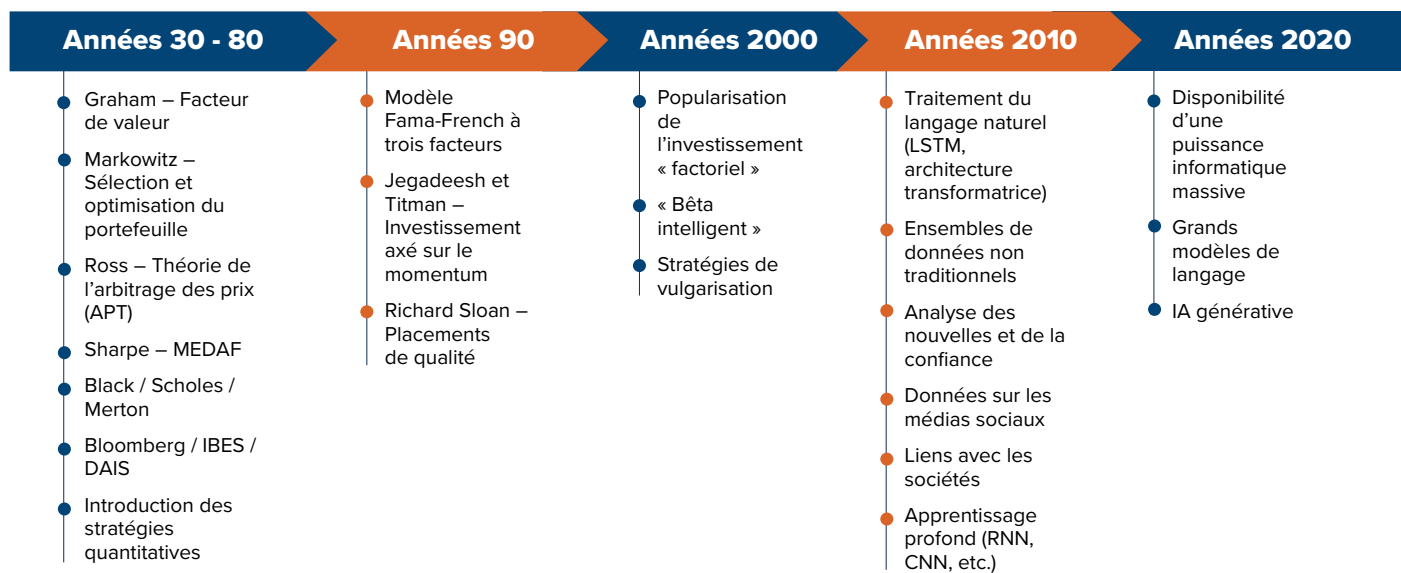 Années 30 - 80
Graham – Facteur
de valeur
Markowitz –
Sélection et
optimisation du
portefeuille
Ross – Théorie de
l’arbitrage des prix
(APT)
Sharpe – MEDAF
Black / Scholes /
Merton
Bloomberg / IBES /
DAIS
Introduction des
stratégies
quantitatives
Années 90
Modèle
Fama-French à
trois facteurs
Jegadeesh et
Titman –
Investissement
axé sur le
momentum
Richard Sloan –
Placements
de qualité
Années 2000
Popularisation
de
l’investissement
« factoriel »
« Bêta
intelligent »
Stratégies de
vulgarisation
Années 2010
Traitement du
langage naturel
(LSTM,
architecture
transformatrice)
Ensembles de
données non
traditionnels
Analyse des
nouvelles et de la
confiance
Données sur les
médias sociaux
Liens avec les
sociétés
Apprentissage
profond (RNN,
CNN, etc.)
Années 2020
Disponibilité
d’une
puissance
informatique
massive
Grands
modèles de
langage
IA générative